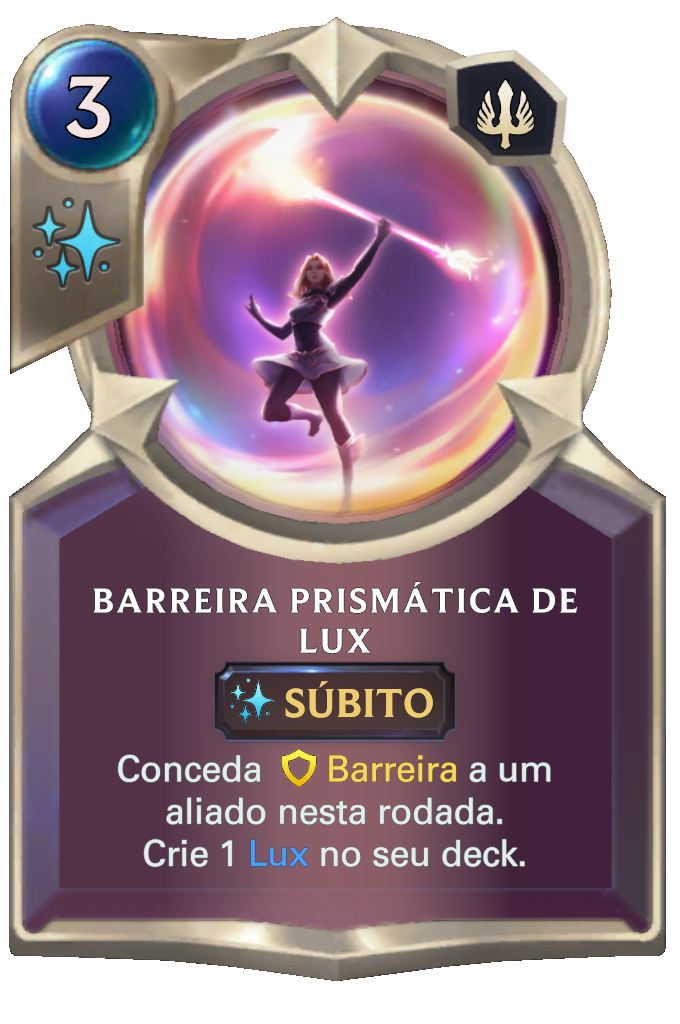 3
BARREIRA PRISMÁTICA DE
LUX
SÚBITO
Conceda Barreira a um
aliado nesta rodada.
Crie 1 Lux no seu deck.